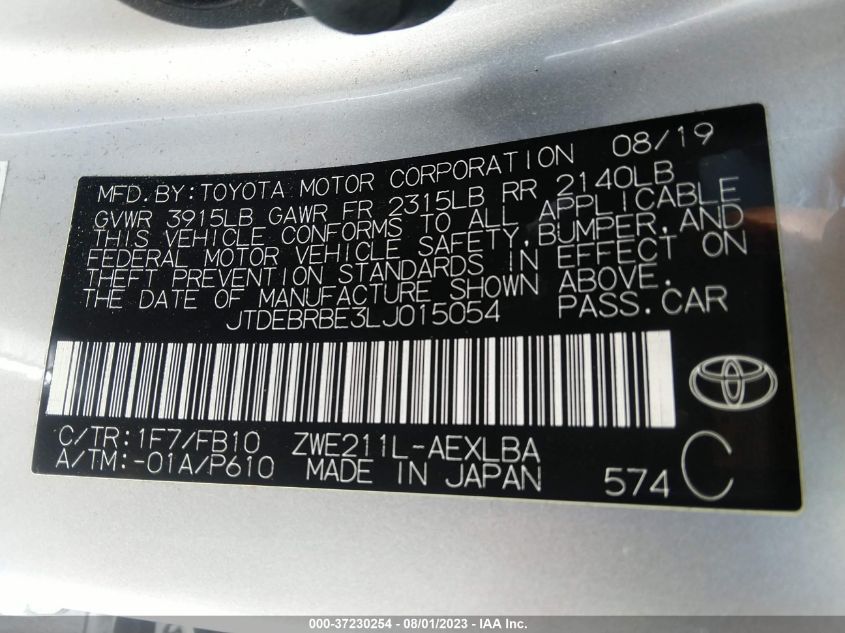 MFD. BY: TOYOTA MOTOR CORPORATION 08/19
GVWR 3915LB GAWR FR 2315LB RR 2140LB
THIS VEHICLE CONFORMS TO ALL APPLICABLE
FEDERAL MOTOR VEHICLE SAFETY, BUMPER, AND
THEFT PREVENTION STANDARDS IN EFFECT ON
THE DATE OF MANUFACTURE SHOWN ABOVE.
JTDEBRBE3LJ015054 PASS. CAR
C/TR: 1F7/FB10 ZWE211L-AEXLBA C
A/TM: -01A/P610 MADE IN JAPAN 574
000-37230254 - 08/01/2023 - IAA Inc.